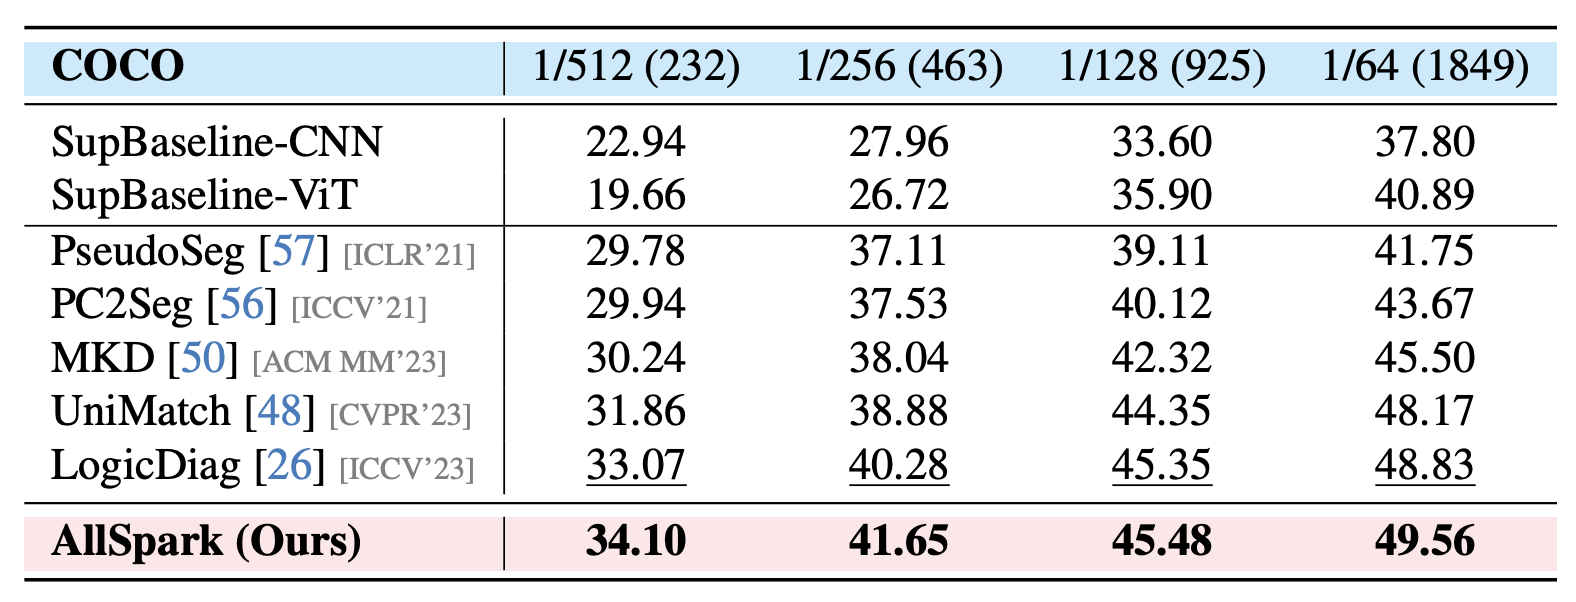 COCO 1/512 (232) 1/256 (463) 1/128 (925) 1/64 (1849)
SupBaseline-CNN 22.94 27.96 33.60 37.80
SupBaseline-ViT 19.66 26.72 35.90 40.89
PseudoSeg [57] [ICLR’21] 29.78 37.11 39.11 41.75
PC2Seg [56] [ICCV’21] 29.94 37.53 40.12 43.67
MKD [50] [ACM MM’23] 30.24 38.04 42.32 45.50
UniMatch [48] [CVPR’23] 31.86 38.88 44.35 48.17
LogicDiag [26] [ICCV’23] 33.07 40.28 45.35 48.83
AllSpark (Ours) 34.10 41.65 45.48 49.56